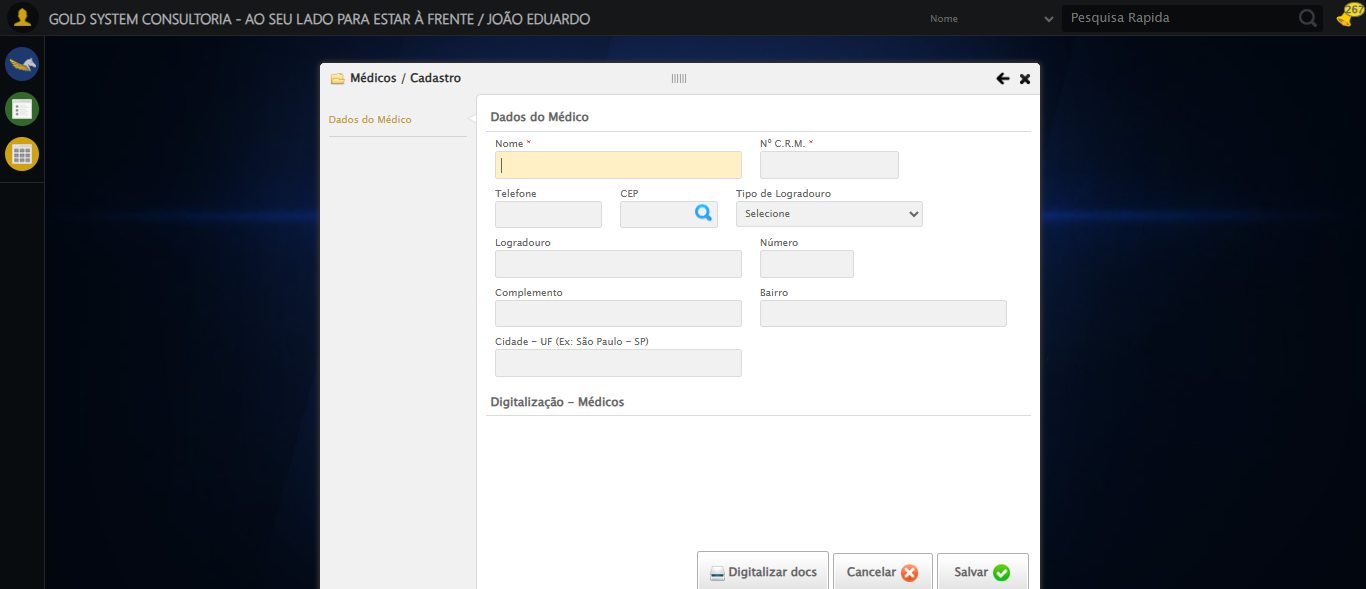 GOLD SYSTEM CONSULTORIA - AO SEU LADO PARA ESTAR À FRENTE / JOÃO EDUARDO
Nome
Pesquisa Rapida
267
Médicos / Cadastro
Dados do Médico
Dados do Médico
Nome *
Nº C.R.M. *
Telefone
CEP
Tipo de Logradouro
Selecione
Logradouro
Número
Complemento
Bairro
Cidade - UF (Ex: São Paulo - SP)
Digitalização - Médicos
Digitalizar docs
Cancelar
Salvar